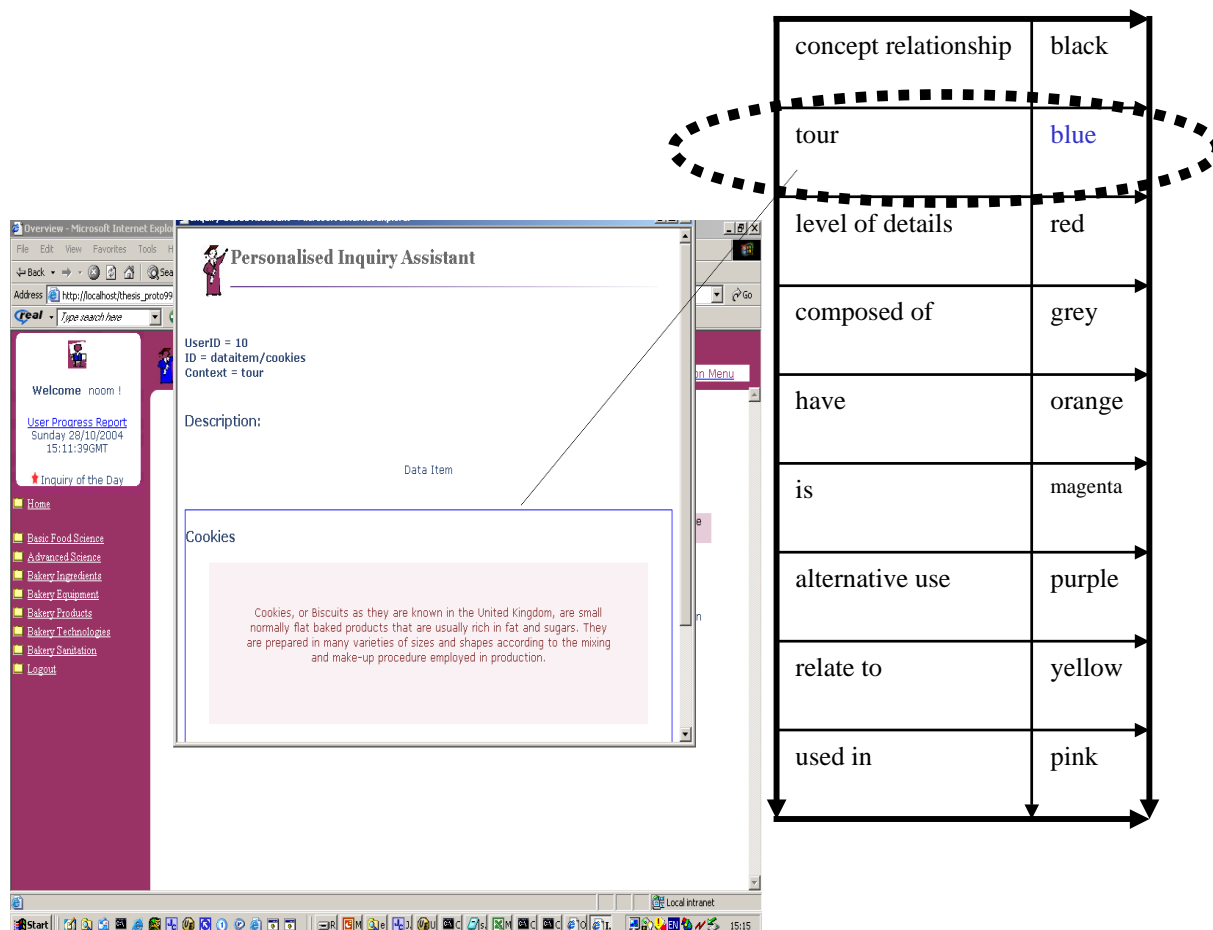 concept relationship black
tour blue
level of details red
composed of grey
have orange
is magenta
alternative use purple
relate to yellow
used in pink
Overview - Microsoft Internet Explo
File Edit View Favorites Tools H
Back Sea
Address http://localhost/thesis_proto99 Go
real Type search here
Welcome noom !
User Progress Report
Sunday 28/10/2004
15:11:39GMT
Inquiry of the Day
Home
Basic Food Science
Advanced Science
Bakery Ingredients
Bakery Equipment
Bakery Products
Bakery Technologies
Bakery Sanitation
Logout
on Menu
Personalised Inquiry Assistant
UserID = 10
ID = dataitem/cookies
Context = tour
Description:
Data Item
Cookies
Cookies, or Biscuits as they are known in the United Kingdom, are small
normally flat baked products that are usually rich in fat and sugars. They
are prepared in many varieties of sizes and shapes according to the mixing
and make-up procedure employed in production.
e
n
Local intranet
Start
EN
15:15